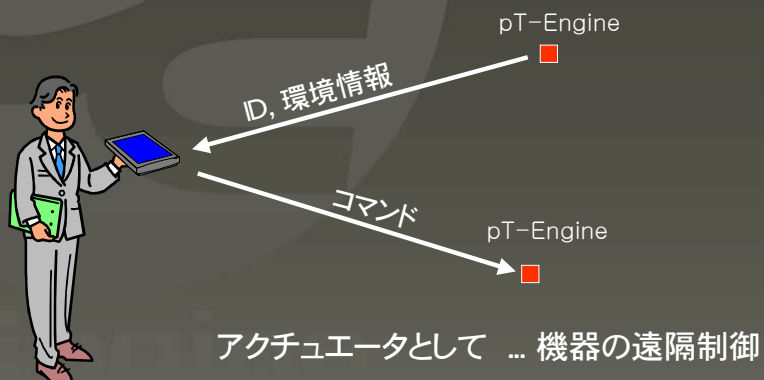 pT-Engine
ID, 環境情報
コマンド
pT-Engine
アクチュエータとして … 機器の遠隔制御